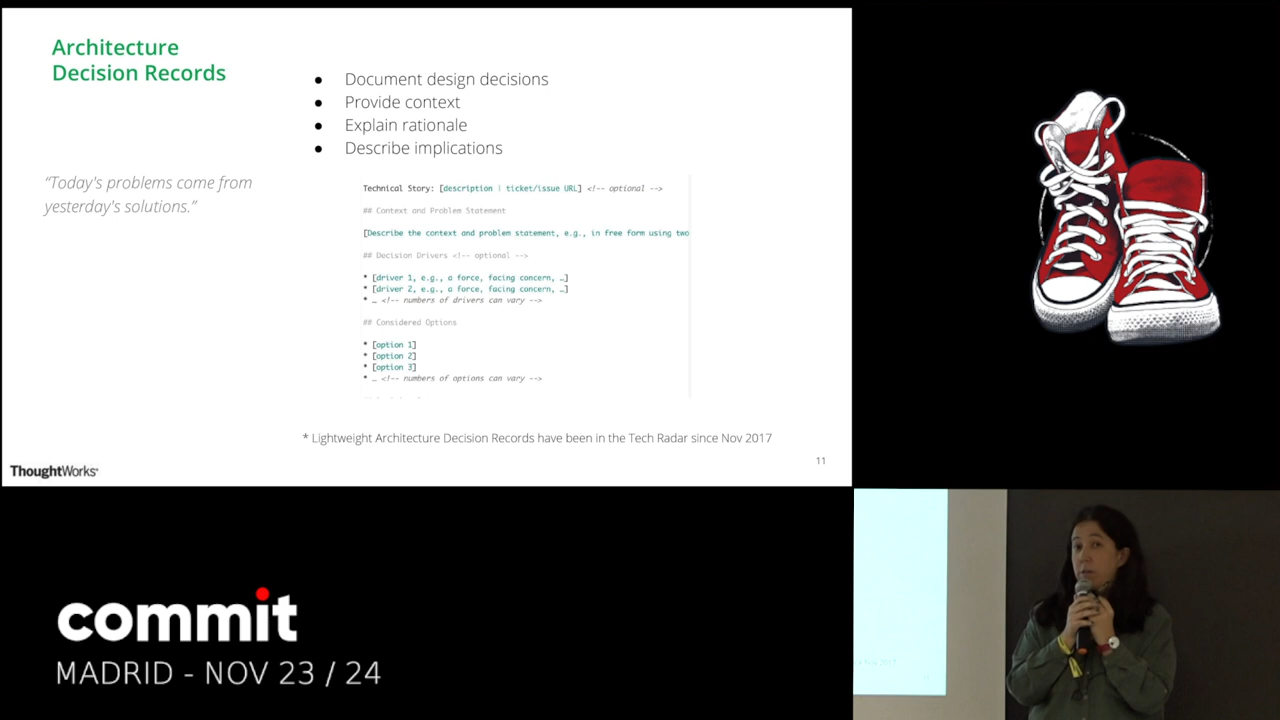 Architecture
Decision Records
● Document design decisions
● Provide context
● Explain rationale
● Describe implications
“Today's problems come from
yesterday's solutions.”
Technical Story: [description | ticket/issue URL] <!-- optional -->
## Context and Problem Statement
[Describe the context and problem statement, e.g., in free form using two
## Decision Drivers <!-- optional -->
* [driver 1, e.g., a force, facing concern, …]
* [driver 2, e.g., a force, facing concern, …]
* … <!-- numbers of drivers can vary -->
## Considered Options
* [option 1]
* [option 2]
* [option 3]
* … <!-- numbers of options can vary -->
* Lightweight Architecture Decision Records have been in the Tech Radar since Nov 2017
11
ThoughtWorks®
commit
MADRID - NOV 23 / 24